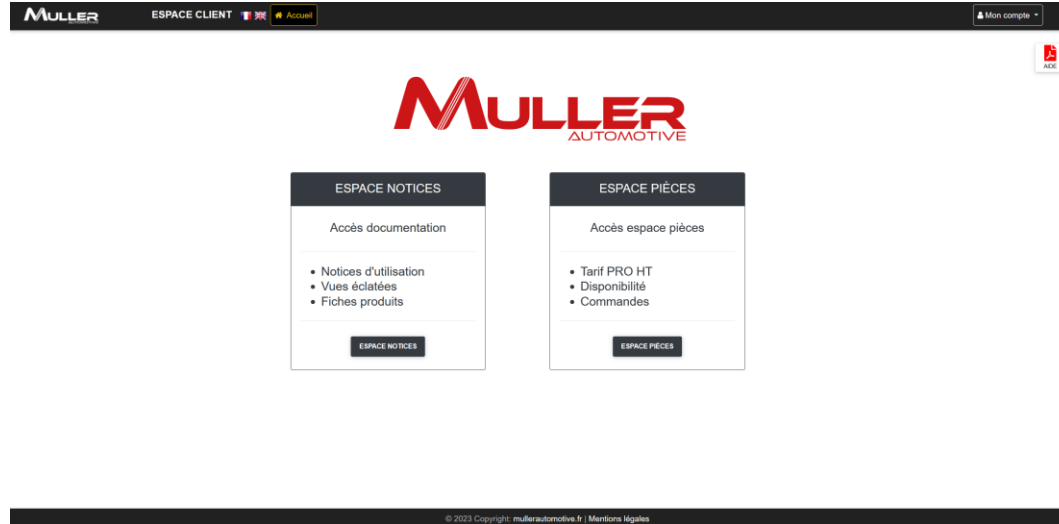 MULLER AUTOMOTIVE ESPACE CLIENT Accueil Mon compte
AIDE
MULLER
AUTOMOTIVE
ESPACE NOTICES
Accès documentation
• Notices d'utilisation
• Vues éclatées
• Fiches produits
ESPACE NOTICES
ESPACE PIÈCES
Accès espace pièces
• Tarif PRO HT
• Disponibilité
• Commandes
ESPACE PIÈCES
© 2023 Copyright: mullerautomotive.fr | Mentions légales